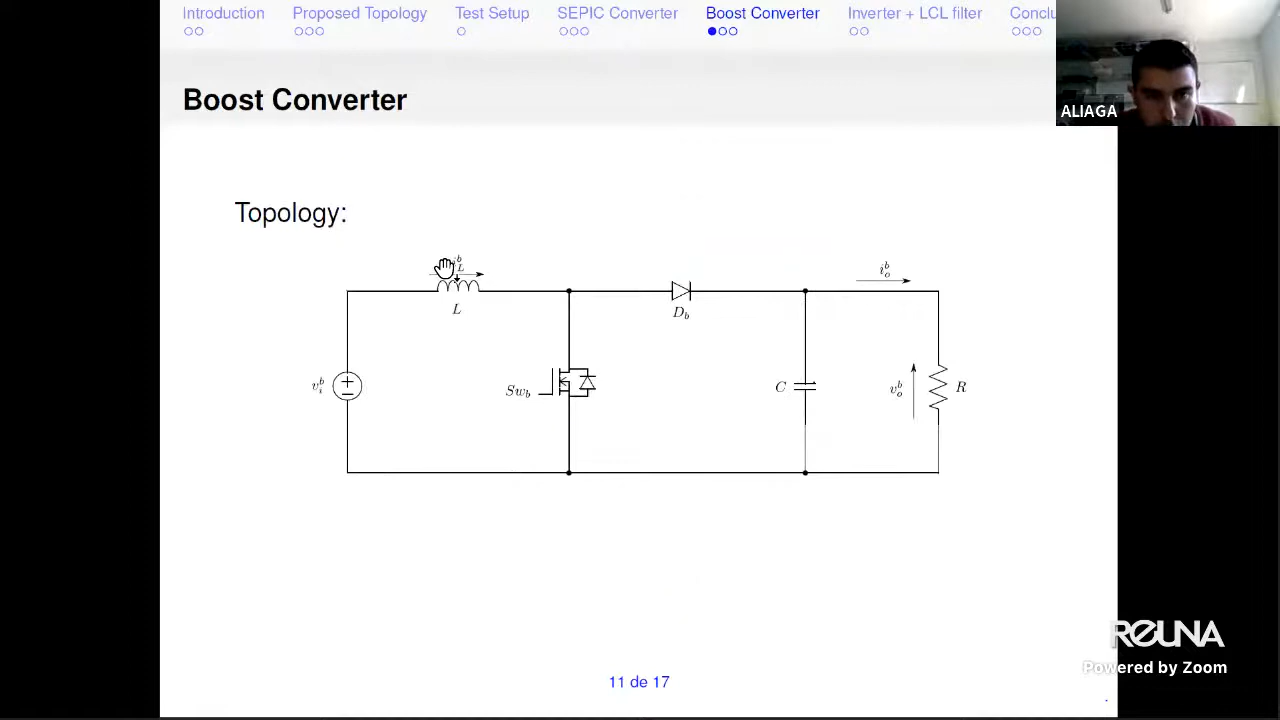 Introduction Proposed Topology Test Setup SEPIC Converter Boost Converter Inverter + LCL filter Conclu
ALIAGA
Boost Converter
Topology:
i_L^b
i_o^b
L
D_b
v_i^b
Sw_b
C
v_o^b
R
REUNA
Powered by Zoom
11 de 17